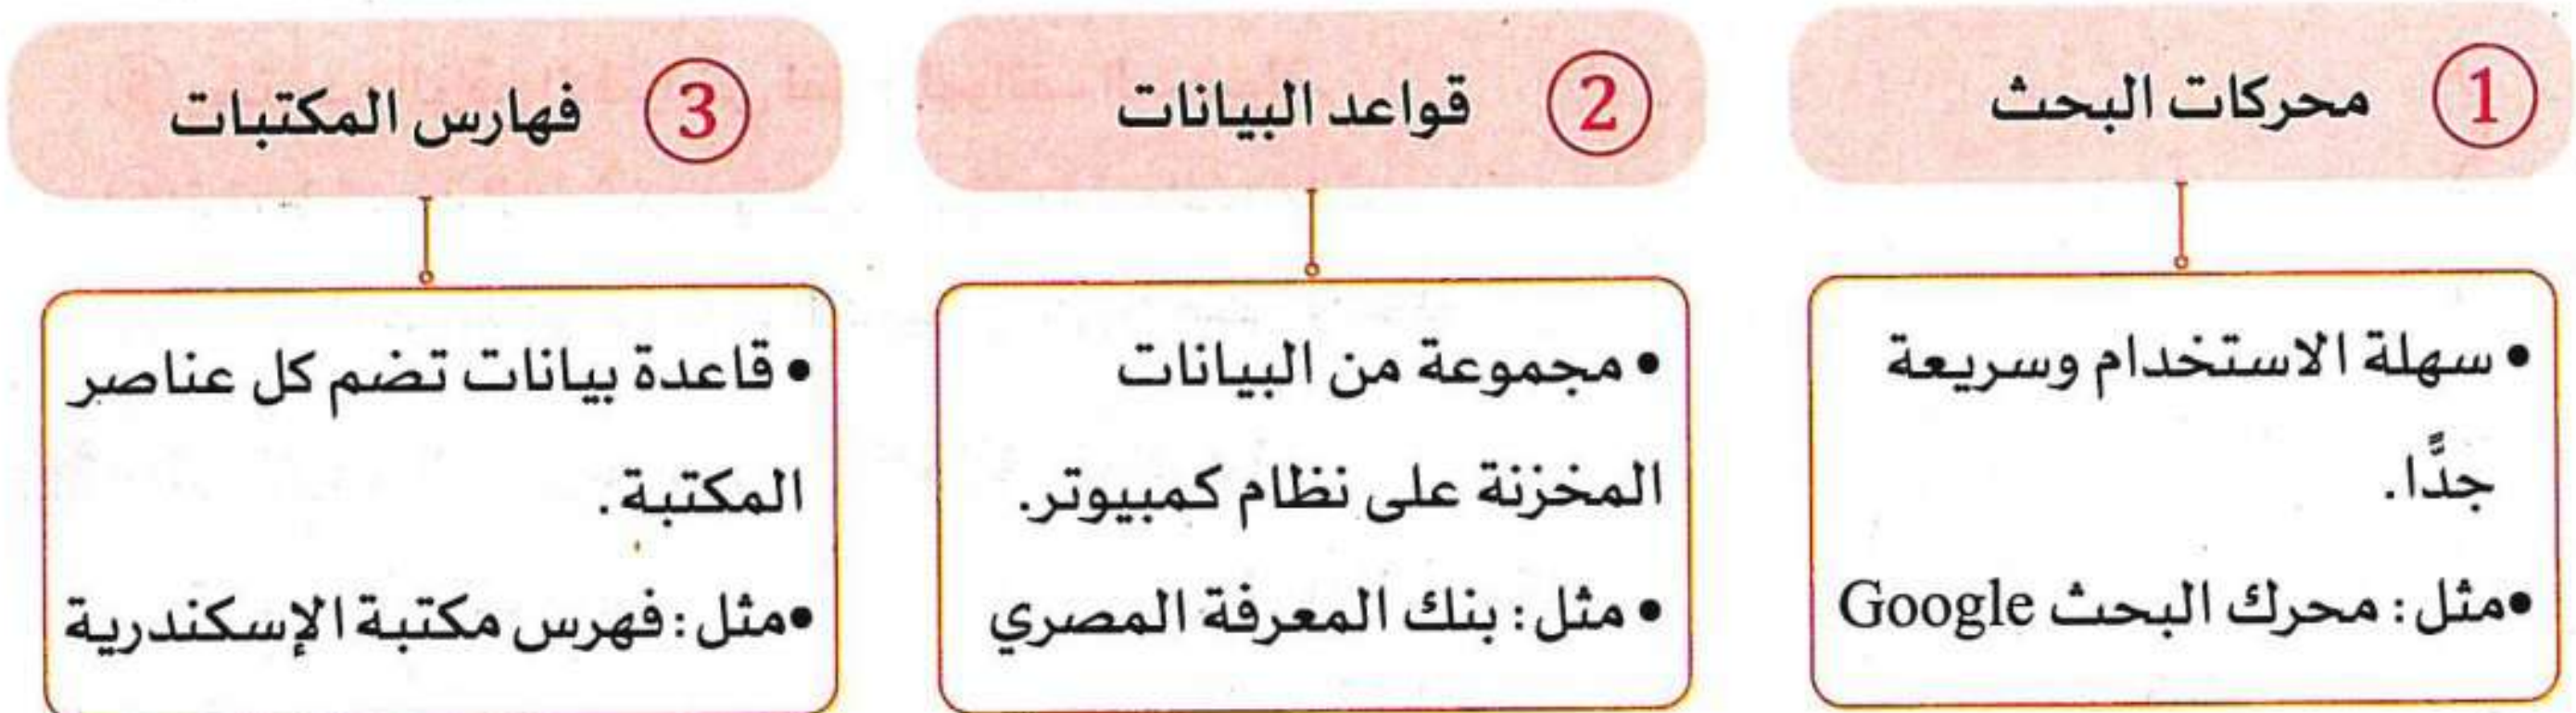 ① محركات البحث
• سهلة الاستخدام وسريعة
جدًّا.
•مثل: محرك البحث Google
② قواعد البيانات
• مجموعة من البيانات
المخزنة على نظام كمبيوتر.
• مثل: بنك المعرفة المصري
③ فهارس المكتبات
• قاعدة بيانات تضم كل عناصر
المكتبة.
•مثل: فهرس مكتبة الإسكندرية